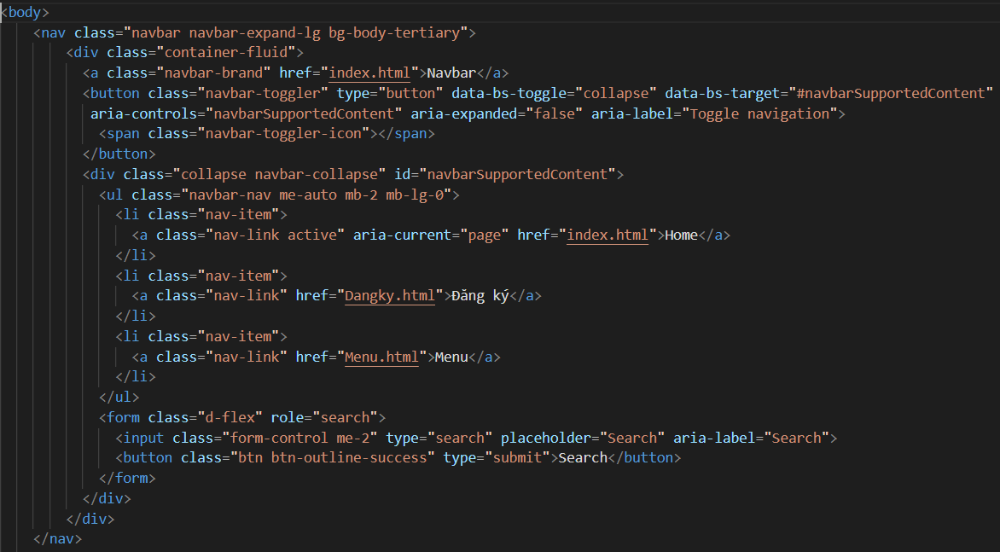 <body>
<nav class="navbar navbar-expand-lg bg-body-tertiary">
<div class="container-fluid">
<a class="navbar-brand" href="index.html">Navbar</a>
<button class="navbar-toggler" type="button" data-bs-toggle="collapse" data-bs-target="#navbarSupportedContent"
aria-controls="navbarSupportedContent" aria-expanded="false" aria-label="Toggle navigation">
<span class="navbar-toggler-icon"></span>
</button>
<div class="collapse navbar-collapse" id="navbarSupportedContent">
<ul class="navbar-nav me-auto mb-2 mb-lg-0">
<li class="nav-item">
<a class="nav-link active" aria-current="page" href="index.html">Home</a>
</li>
<li class="nav-item">
<a class="nav-link" href="Dangky.html">Đăng ký</a>
</li>
<li class="nav-item">
<a class="nav-link" href="Menu.html">Menu</a>
</li>
</ul>
<form class="d-flex" role="search">
<input class="form-control me-2" type="search" placeholder="Search" aria-label="Search">
<button class="btn btn-outline-success" type="submit">Search</button>
</form>
</div>
</div>
</nav>